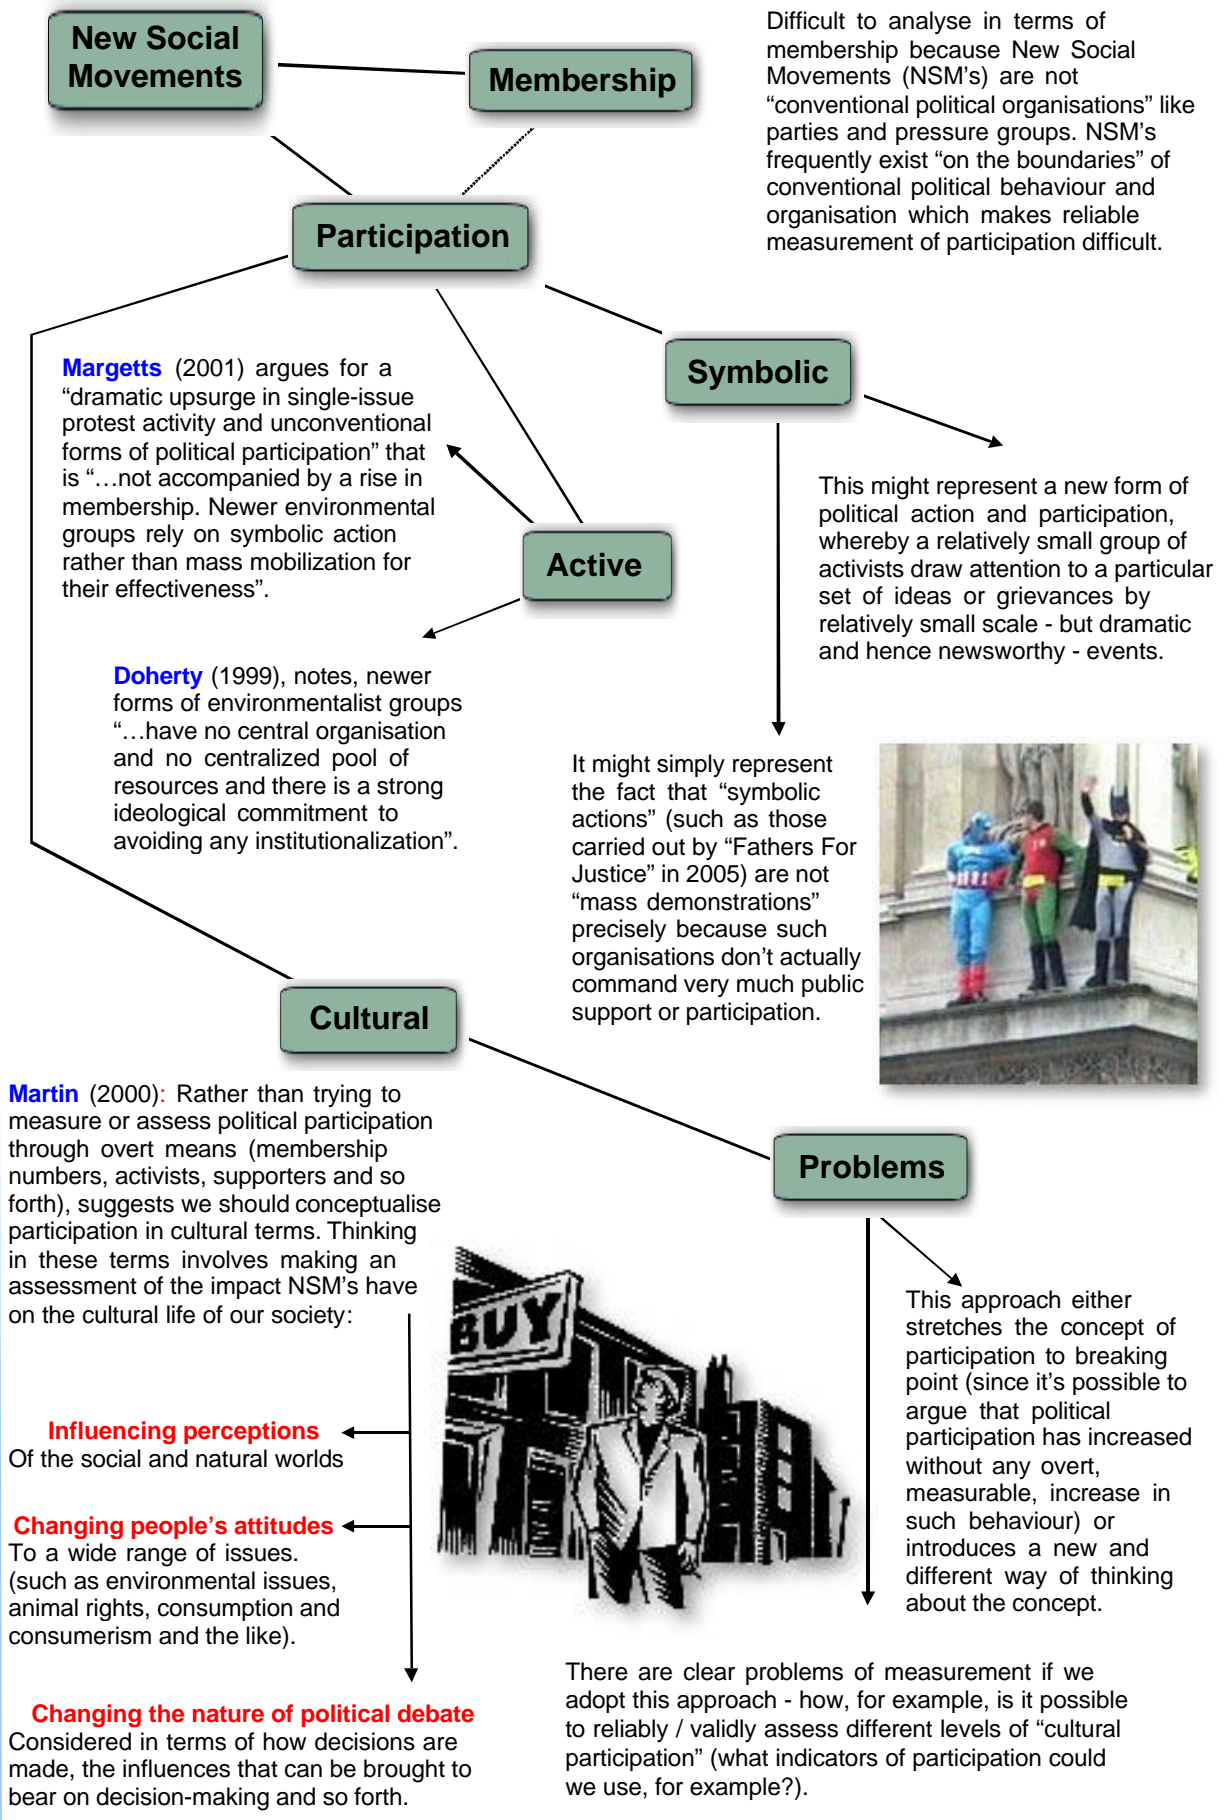 New Social
Movements
Membership
Difficult to analyse in terms of
membership because New Social
Movements (NSM's) are not
“conventional political organisations” like
parties and pressure groups. NSM's
frequently exist “on the boundaries” of
conventional political behaviour and
organisation which makes reliable
measurement of participation difficult.
Participation
Symbolic
Margetts (2001) argues for a
“dramatic upsurge in single-issue
protest activity and unconventional
forms of political participation” that
is “…not accompanied by a rise in
membership. Newer environmental
groups rely on symbolic action
rather than mass mobilization for
their effectiveness”.
Active
This might represent a new form of
political action and participation,
whereby a relatively small group of
activists draw attention to a particular
set of ideas or grievances by
relatively small scale - but dramatic
and hence newsworthy - events.
Doherty (1999), notes, newer
forms of environmentalist groups
“…have no central organisation
and no centralized pool of
resources and there is a strong
ideological commitment to
avoiding any institutionalization”.
It might simply represent
the fact that “symbolic
actions” (such as those
carried out by “Fathers For
Justice” in 2005) are not
“mass demonstrations”
precisely because such
organisations don't actually
command very much public
support or participation.
Cultural
Martin (2000): Rather than trying to
measure or assess political participation
through overt means (membership
numbers, activists, supporters and so
forth), suggests we should conceptualise
participation in cultural terms. Thinking
in these terms involves making an
assessment of the impact NSM's have
on the cultural life of our society:
Problems
BUY
This approach either
stretches the concept of
participation to breaking
point (since it's possible to
argue that political
participation has increased
without any overt,
measurable, increase in
such behaviour) or
introduces a new and
different way of thinking
about the concept.
Influencing perceptions
Of the social and natural worlds
Changing people's attitudes
To a wide range of issues.
(such as environmental issues,
animal rights, consumption and
consumerism and the like).
Changing the nature of political debate
Considered in terms of how decisions are
made, the influences that can be brought to
bear on decision-making and so forth.
There are clear problems of measurement if we
adopt this approach - how, for example, is it possible
to reliably / validly assess different levels of “cultural
participation” (what indicators of participation could
we use, for example?).